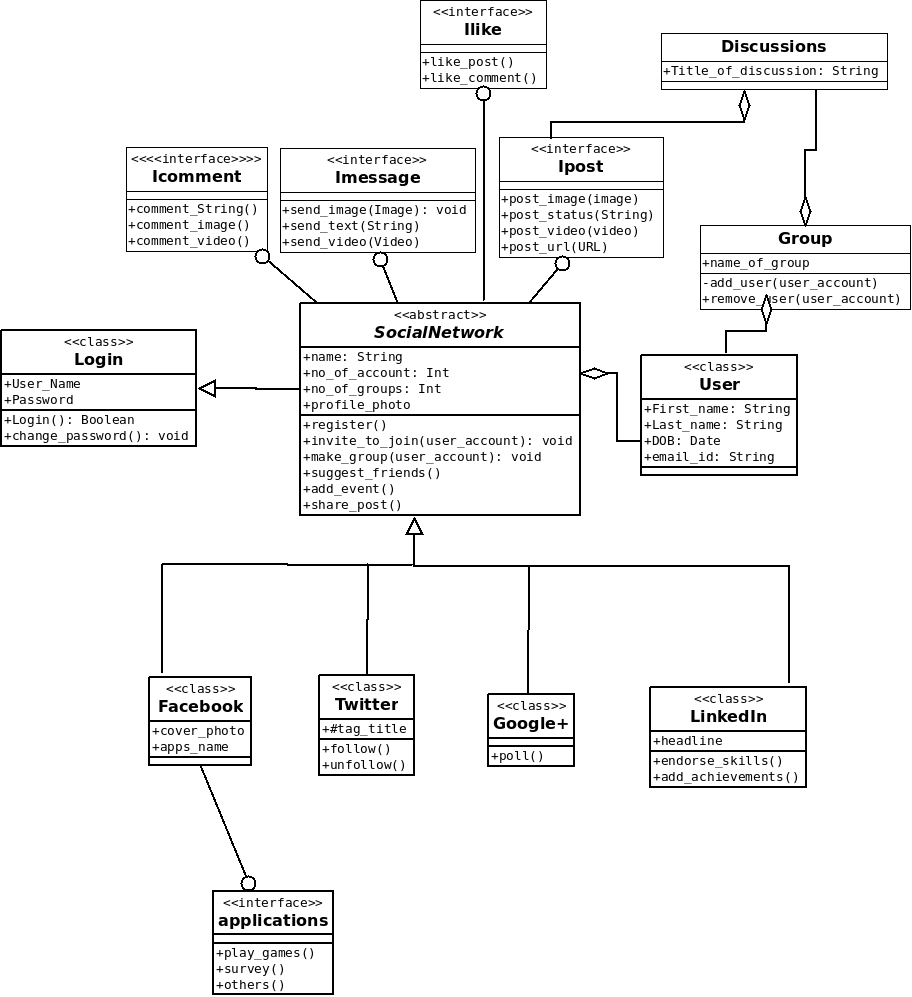 <<interface>>
Ilike
+like_post()
+like_comment()
Discussions
+Title_of_discussion: String
<<<<interface>>>>
Icomment
+comment_String()
+comment_image()
+comment_video()
<<interface>>
Imessage
+send_image(Image): void
+send_text(String)
+send_video(Video)
<<interface>>
Ipost
+post_image(image)
+post_status(String)
+post_video(video)
+post_url(URL)
Group
+name_of_group
-add_user(user_account)
+remove_user(user_account)
<<class>>
Login
+User_Name
+Password
+Login(): Boolean
+change_password(): void
<<abstract>>
SocialNetwork
+name: String
+no_of_account: Int
+no_of_groups: Int
+profile_photo
+register()
+invite_to_join(user_account): void
+make_group(user_account): void
+suggest_friends()
+add_event()
+share_post()
<<class>>
User
+First_name: String
+Last_name: String
+DOB: Date
+email_id: String
<<class>>
Facebook
+cover_photo
+apps_name
<<class>>
Twitter
+#tag_title
+follow()
+unfollow()
<<class>>
Google+
+poll()
<<class>>
LinkedIn
+headline
+endorse_skills()
+add_achievements()
<<interface>>
applications
+play_games()
+survey()
+others()